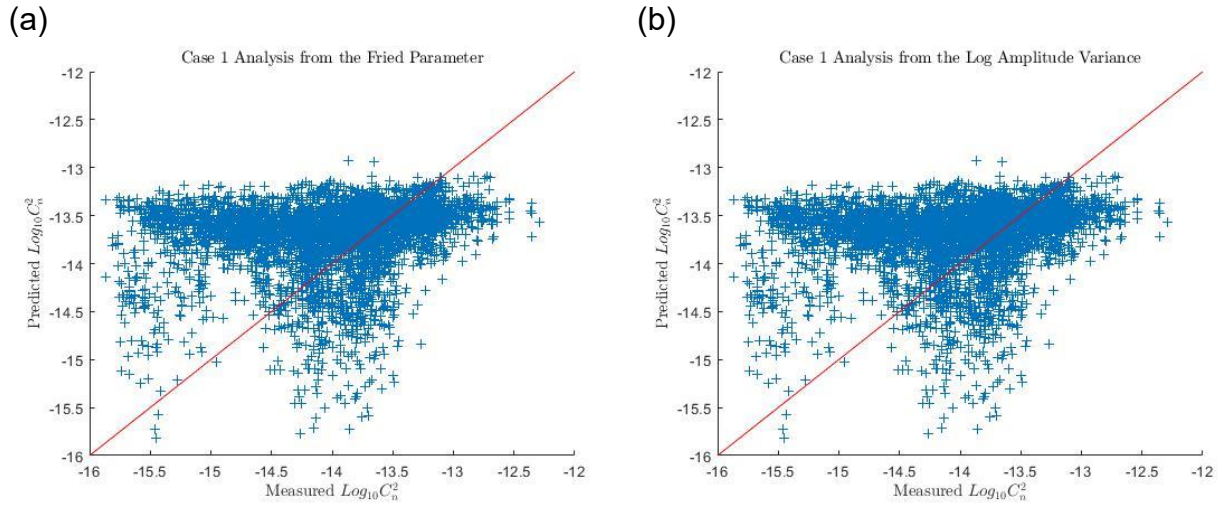 (a)
Case 1 Analysis from the Fried Parameter
-12
-12.5
-13
-13.5
-14
-14.5
-15
-15.5
-16
Predicted Log₁₀C²ₙ
-16 -15.5 -15 -14.5 -14 -13.5 -13 -12.5 -12
Measured Log₁₀C²ₙ
(b)
Case 1 Analysis from the Log Amplitude Variance
-12
-12.5
-13
-13.5
-14
-14.5
-15
-15.5
-16
Predicted Log₁₀C²ₙ
-16 -15.5 -15 -14.5 -14 -13.5 -13 -12.5 -12
Measured Log₁₀C²ₙ